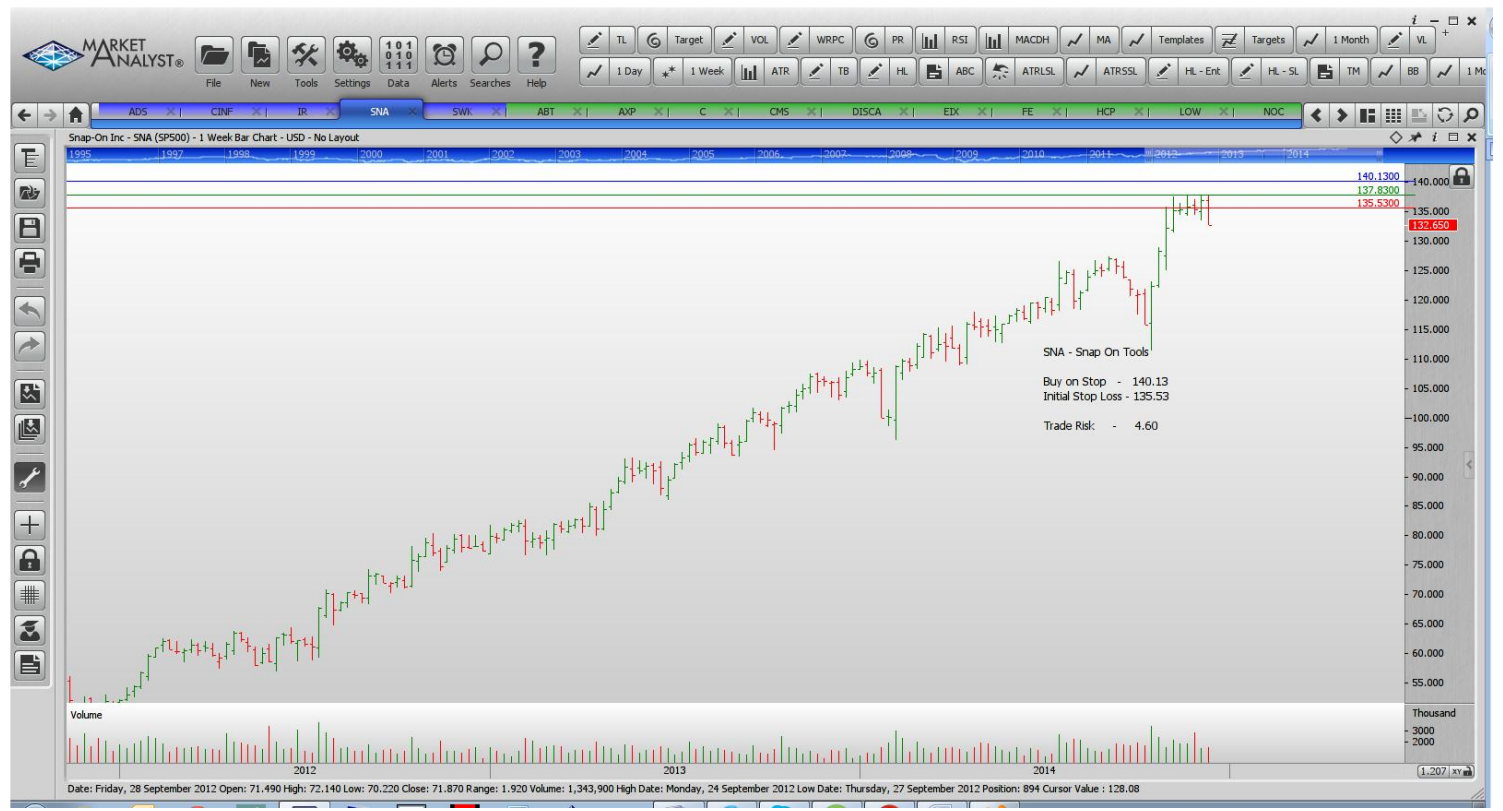 MARKET
ANALYST®
File New Tools Settings Data Alerts Searches Help
TL Target VOL WRPC PR RSI MACDH MA Templates Targets 1 Month VL
1 Day 1 Week ATR TB HL ABC ATRLSL ATRSSL HL - Ent HL - SL TM BB
ADS CINF IR SNA SWK ABT AXP C CMS DISCA EIX FE HCP LOW NOC
Snap-On Inc - SNA (SP500) - 1 Week Bar Chart - USD - No Layout
1995 1997 1998 1999 2000 2001 2002 2003 2004 2005 2006 2007 2008 2009 2010 2011 2012 2013 2014
140.1300
137.8300
135.5300
140.000
135.000
132.650
130.000
125.000
120.000
115.000
110.000
105.000
100.000
95.000
90.000
85.000
80.000
75.000
70.000
65.000
60.000
55.000
SNA - Snap On Tools
Buy on Stop - 140.13
Initial Stop Loss - 135.53
Trade Risk - 4.60
Volume
Thousand
3000
2000
2012 2013 2014
1.207 XY
Date: Friday, 28 September 2012 Open: 71.490 High: 72.140 Low: 70.220 Close: 71.870 Range: 1.920 Volume: 1,343,900 High Date: Monday, 24 September 2012 Low Date: Thursday, 27 September 2012 Position: 894 Cursor Value : 128.08